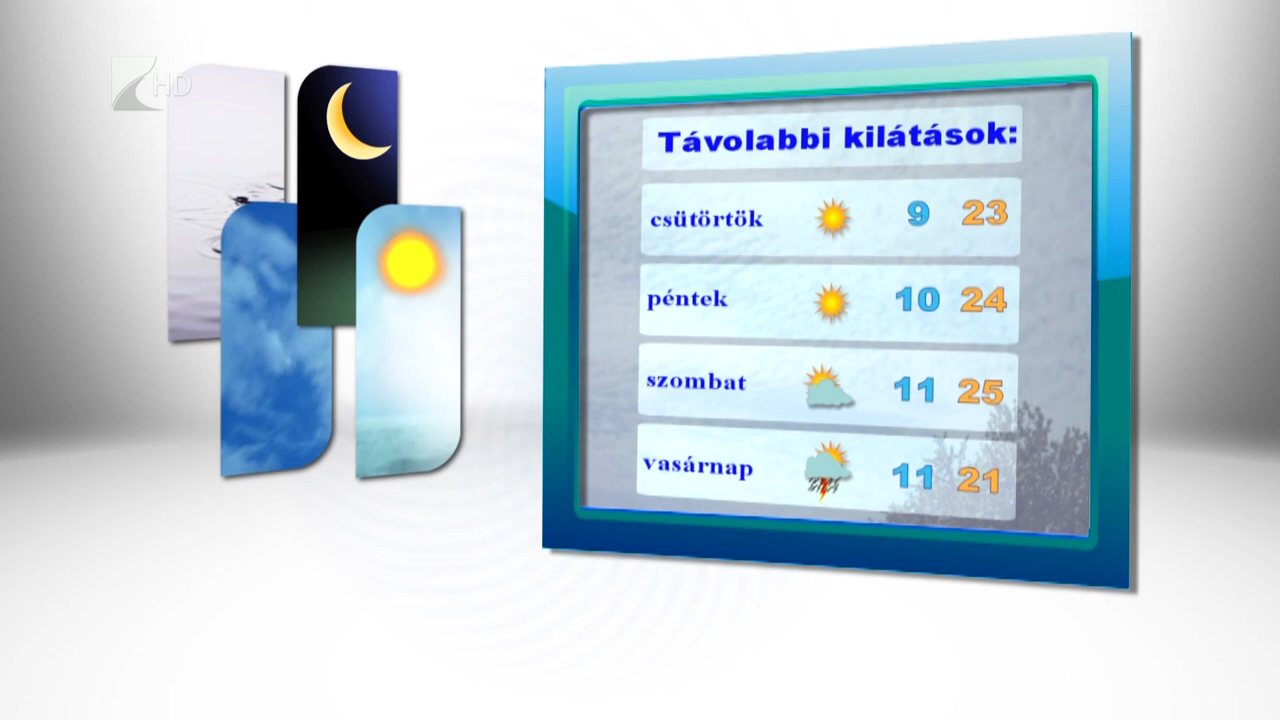 HD
Távolabbi kilátások:
csütörtök 9 23
péntek 10 24
szombat 11 25
vasárnap 11 21